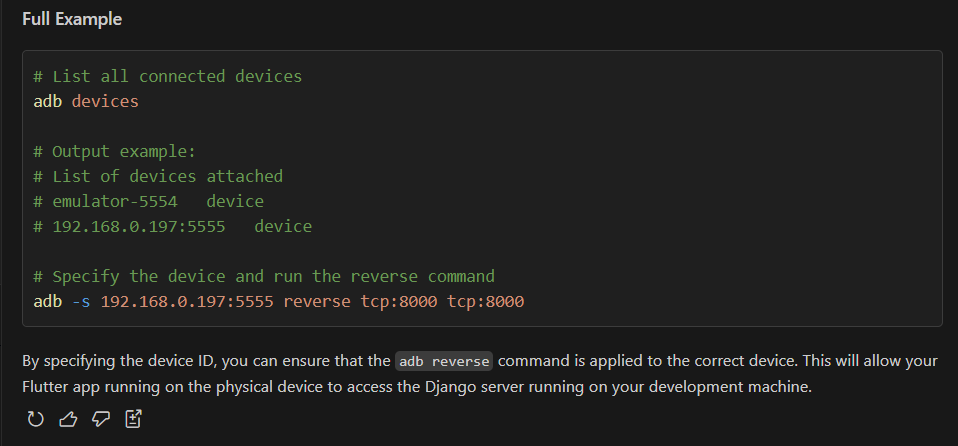 Full Example
# List all connected devices
adb devices
# Output example:
# List of devices attached
# emulator-5554   device
# 192.168.0.197:5555   device
# Specify the device and run the reverse command
adb -s 192.168.0.197:5555 reverse tcp:8000 tcp:8000
By specifying the device ID, you can ensure that the adb reverse command is applied to the correct device. This will allow your
Flutter app running on the physical device to access the Django server running on your development machine.